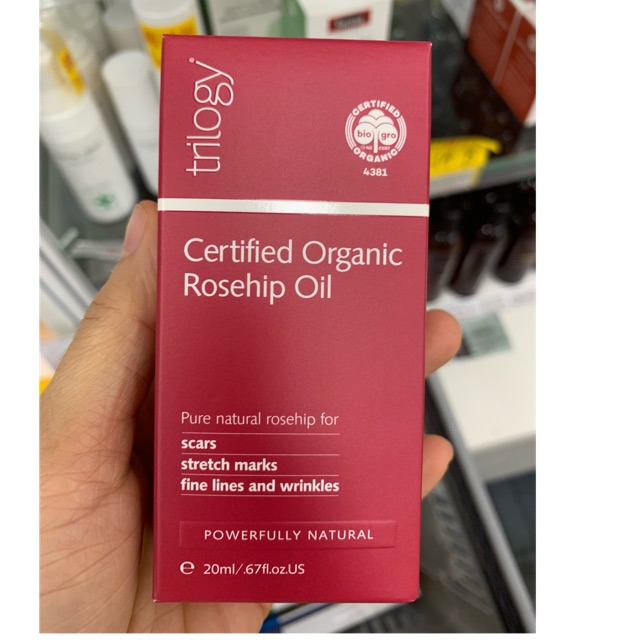 trilogy
CERTIFIED
bio gro
ORGANIC
4381
Certified Organic
Rosehip Oil
Pure natural rosehip for
scars
stretch marks
fine lines and wrinkles
POWERFULLY NATURAL
℮ 20ml/.67fl.oz.US